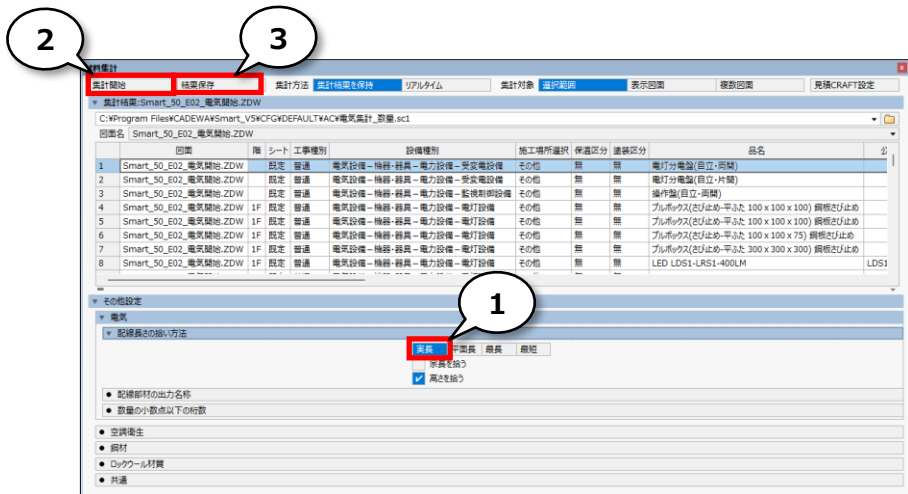 2
3
材料集計
集計開始 結果保存 集計方法 集計結果を保持 リアルタイム 集計対象 選択範囲 表示図面 複数図面 見積CRAFT設定
集計結果:Smart_50_E02_電気開始.ZDW
C:¥Program Files¥CADEWA¥Smart_V5¥CFG¥DEFAULT¥AC¥電気集計_数量.sc1
図面名 Smart_50_E02_電気開始.ZDW
図面 階 シート 工事種別 設備種別 施工場所選択 保温区分 塗装区分 品名
1 Smart_50_E02_電気開始.ZDW 既定 普通 電気設備－機器・器具－電力設備－受変電設備 その他 無 無 電灯分電盤(自立・両開)
2 Smart_50_E02_電気開始.ZDW 既定 普通 電気設備－機器・器具－電力設備－受変電設備 その他 無 無 電灯分電盤(自立・片開)
3 Smart_50_E02_電気開始.ZDW 既定 普通 電気設備－機器・器具－電力設備－監視制御設備 その他 無 無 操作盤(自立・両開)
4 Smart_50_E02_電気開始.ZDW 1F 既定 普通 電気設備－機器・器具－電力設備－電灯設備 その他 無 無 プルボックス(さび止め-平ふた 100 x 100 x 100) 鋼板さび止め
5 Smart_50_E02_電気開始.ZDW 1F 既定 普通 電気設備－機器・器具－電力設備－電灯設備 その他 無 無 プルボックス(さび止め-平ふた 100 x 100 x 100) 鋼板さび止め
6 Smart_50_E02_電気開始.ZDW 1F 既定 普通 電気設備－機器・器具－電力設備－電灯設備 その他 無 無 プルボックス(さび止め-平ふた 100 x 100 x 75) 鋼板さび止め
7 Smart_50_E02_電気開始.ZDW 1F 既定 普通 電気設備－機器・器具－電力設備－電灯設備 その他 無 無 プルボックス(さび止め-平ふた 300 x 300 x 300) 鋼板さび止め
8 Smart_50_E02_電気開始.ZDW 1F 既定 普通 電気設備－機器・器具－電力設備－電灯設備 その他 無 無 LED LDS1-LRS1-400LM LDS1
その他設定
1
電気
配線長さの拾い方法
実長 平面長 最長 最短
余長を拾う
高さを拾う
配線部材の出力名称
数量の小数点以下の桁数
空調衛生
鋼材
ロックウール材質
共通